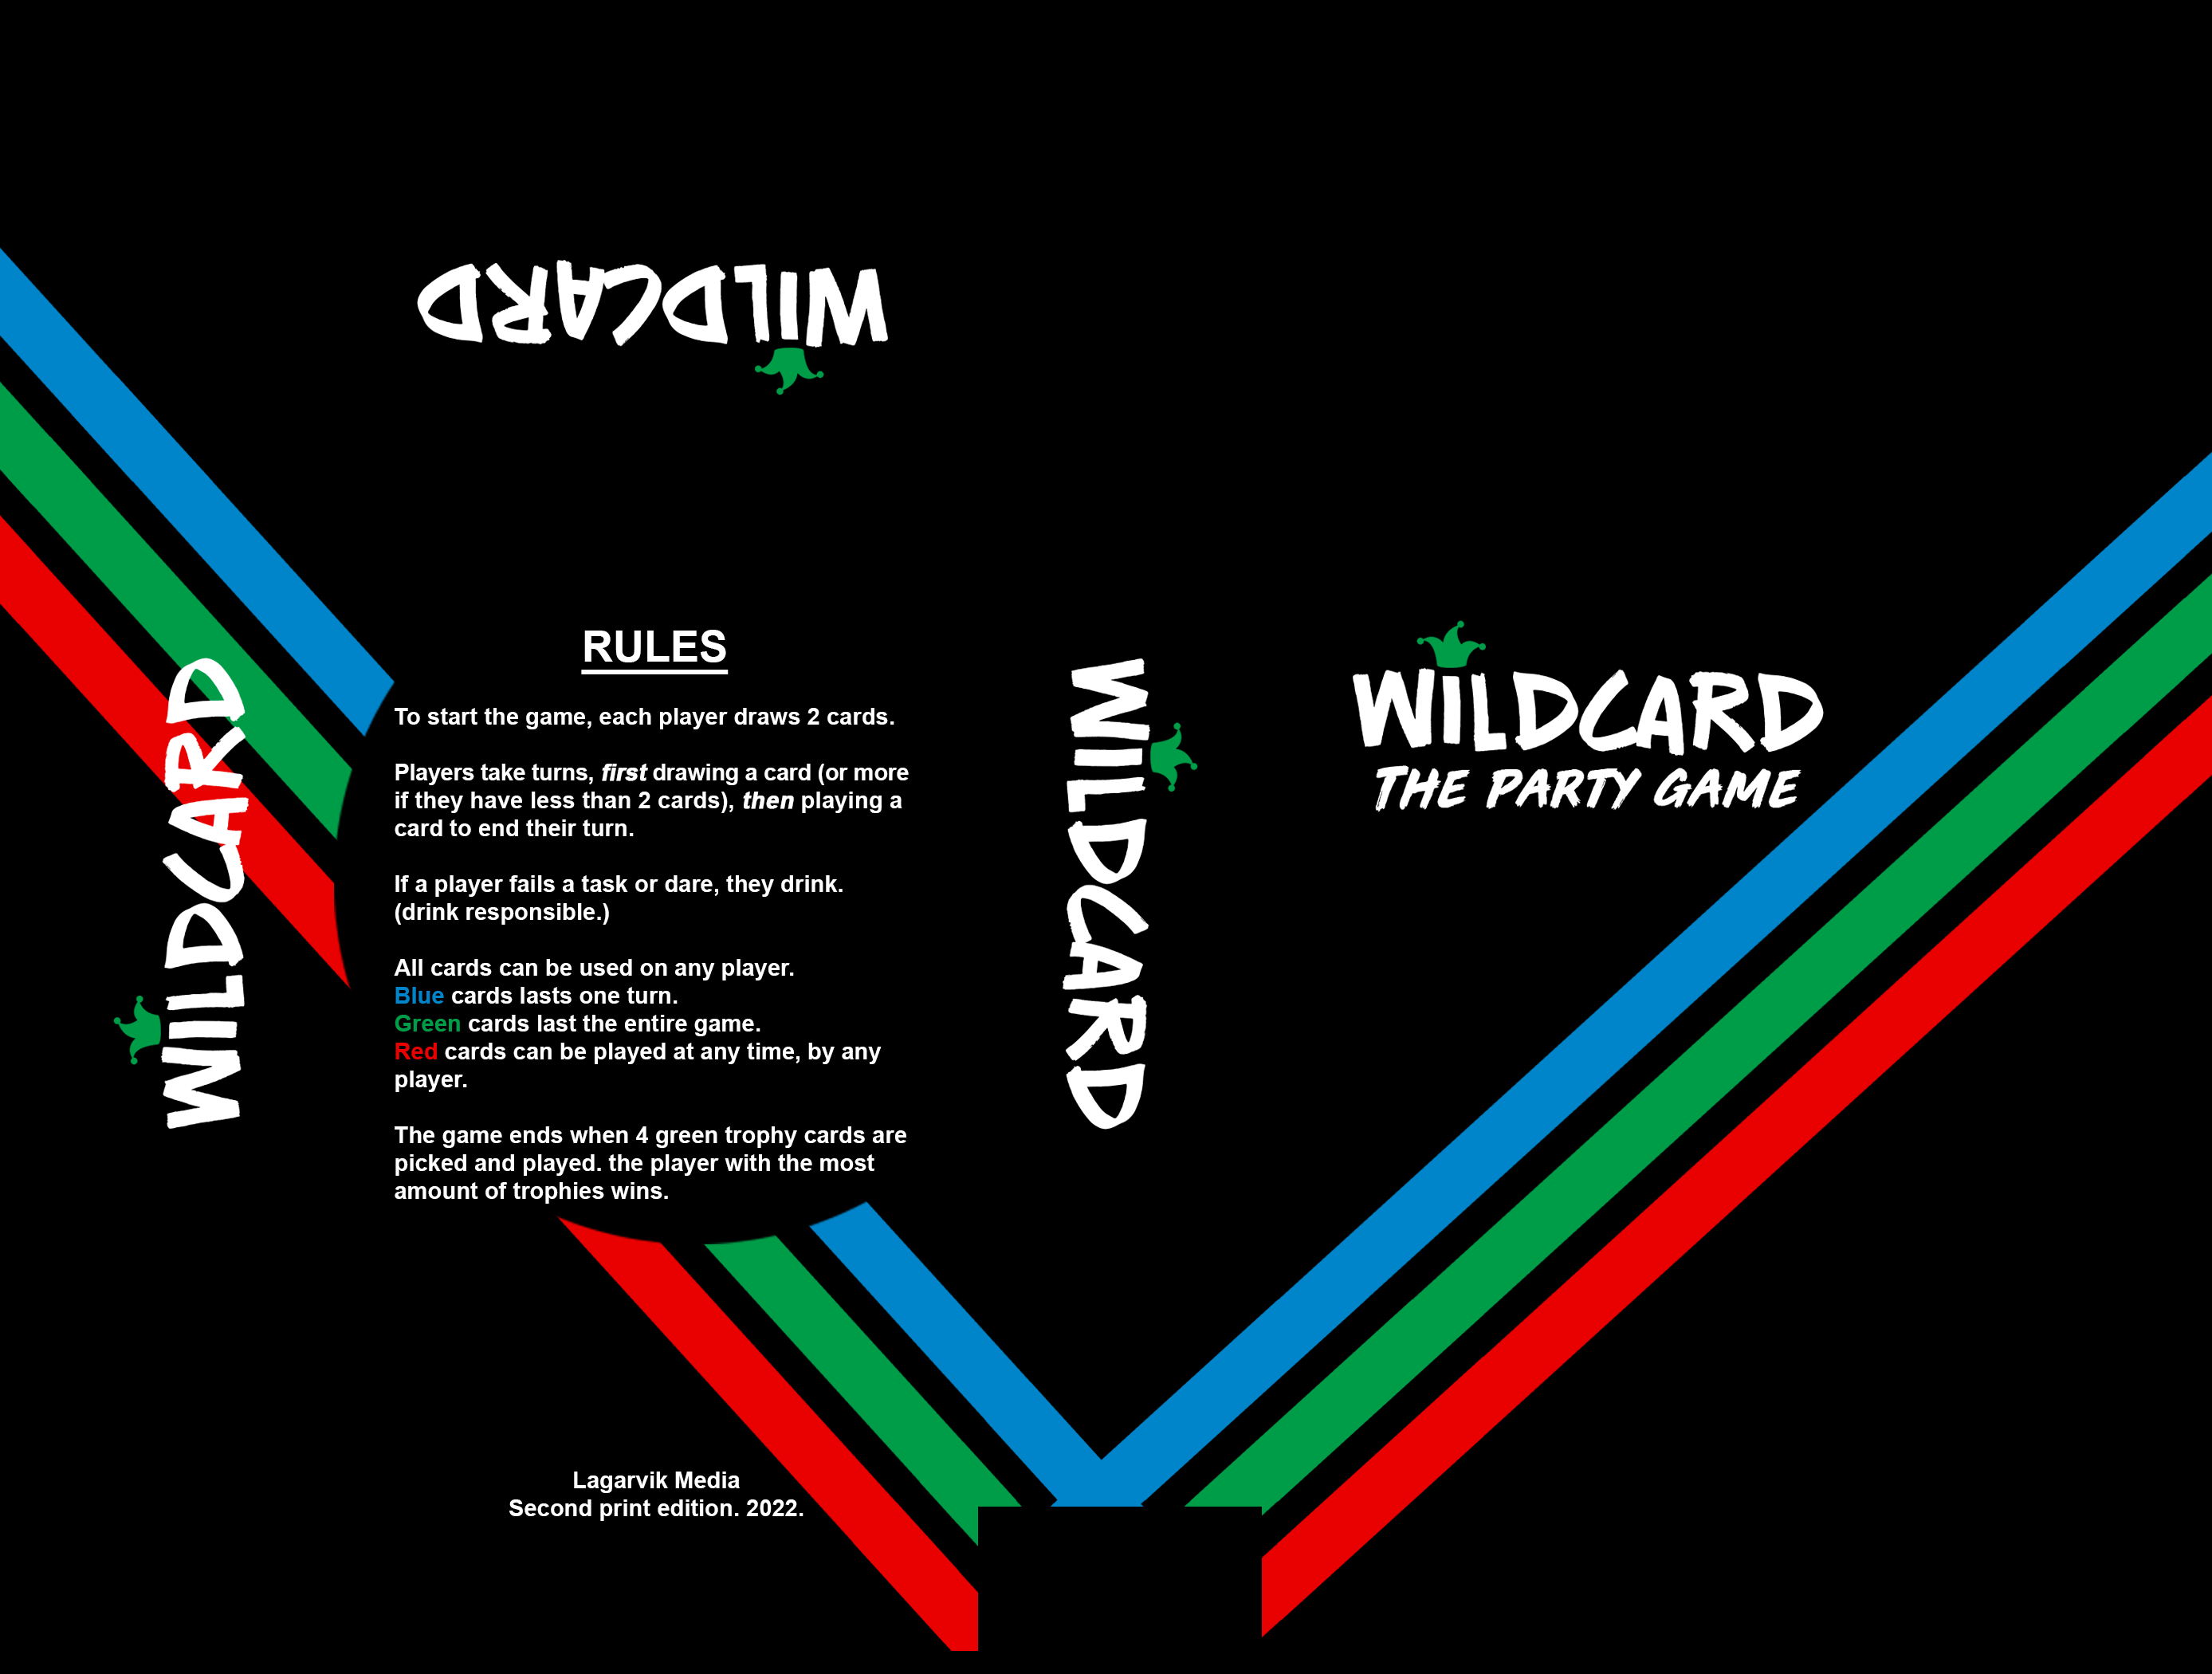 WILDCARD
WILDCARD
RULES
To start the game, each player draws 2 cards.
Players take turns, first drawing a card (or more
if they have less than 2 cards), then playing a
card to end their turn.
If a player fails a task or dare, they drink.
(drink responsible.)
All cards can be used on any player.
Blue cards lasts one turn.
Green cards last the entire game.
Red cards can be played at any time, by any
player.
The game ends when 4 green trophy cards are
picked and played. the player with the most
amount of trophies wins.
Lagarvik Media
Second print edition. 2022.
WILDCARD
WILDCARD
THE PARTY GAME